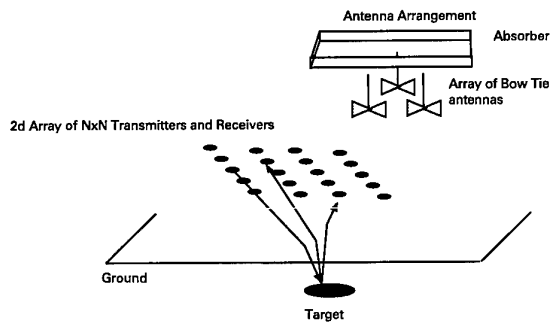 Antenna Arrangement
Absorber
Array of Bow Tie
antennas
2d Array of NxN Transmitters and Receivers
Ground
Target